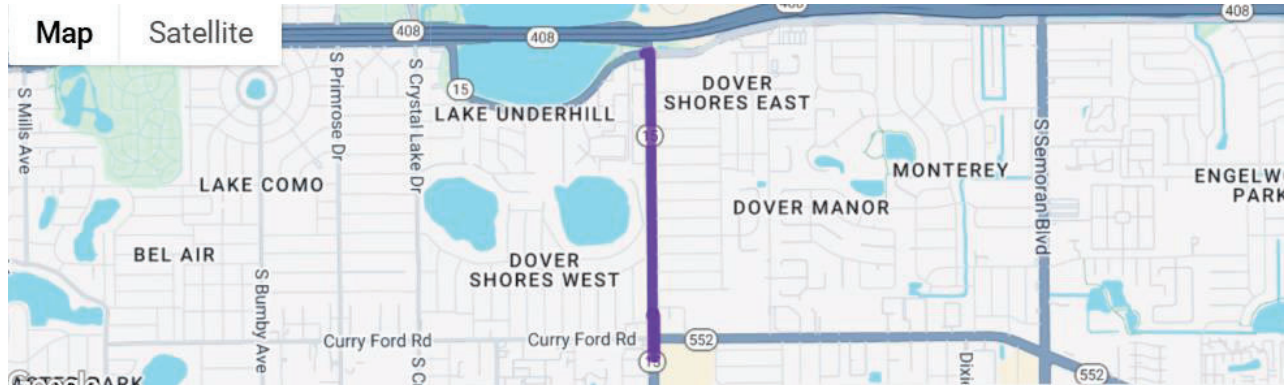 Map Satellite
408
408
408
408
S Mills Ave
S Primrose Dr
S Crystal Lake Dr
15
LAKE UNDERHILL
DOVER
SHORES EAST
15
S Semoran Blvd
LAKE COMO
MONTEREY
DOVER MANOR
BEL AIR
DOVER
SHORES WEST
S Bumby Ave
Curry Ford Rd
Curry Ford Rd
552
15
552
Google